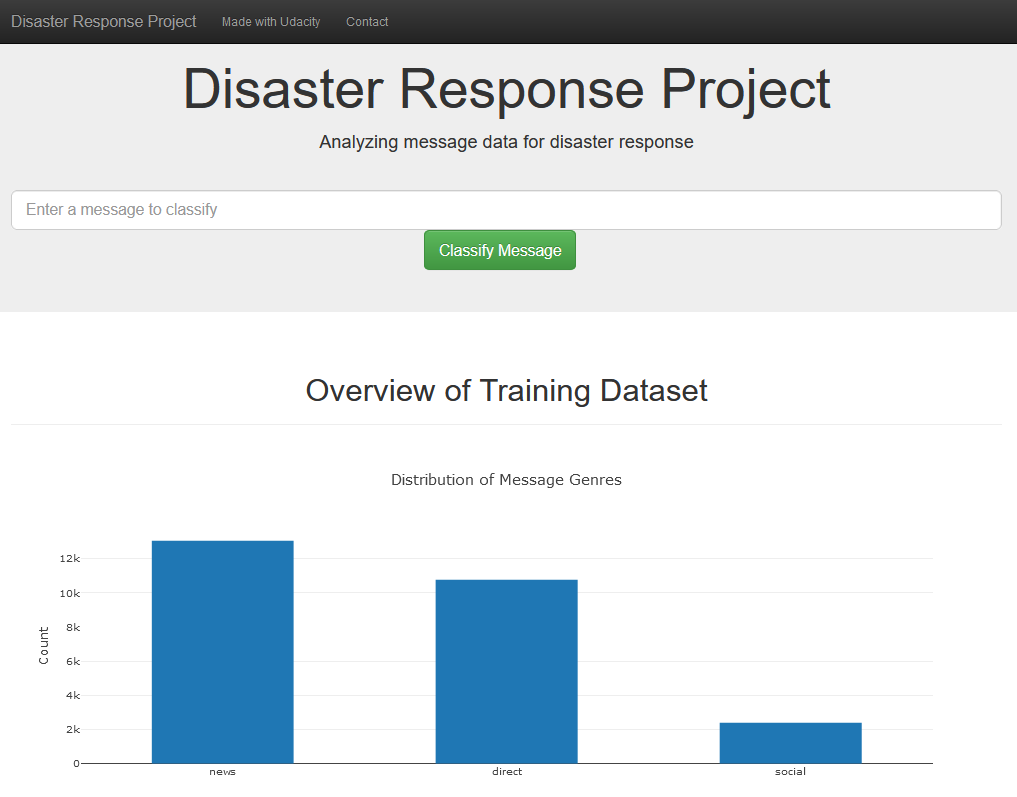 Disaster Response Project Made with Udacity Contact
Disaster Response Project
Analyzing message data for disaster response
Enter a message to classify
Classify Message
Overview of Training Dataset
Distribution of Message Genres
12k
10k
8k
6k
4k
2k
0
Count
news direct social